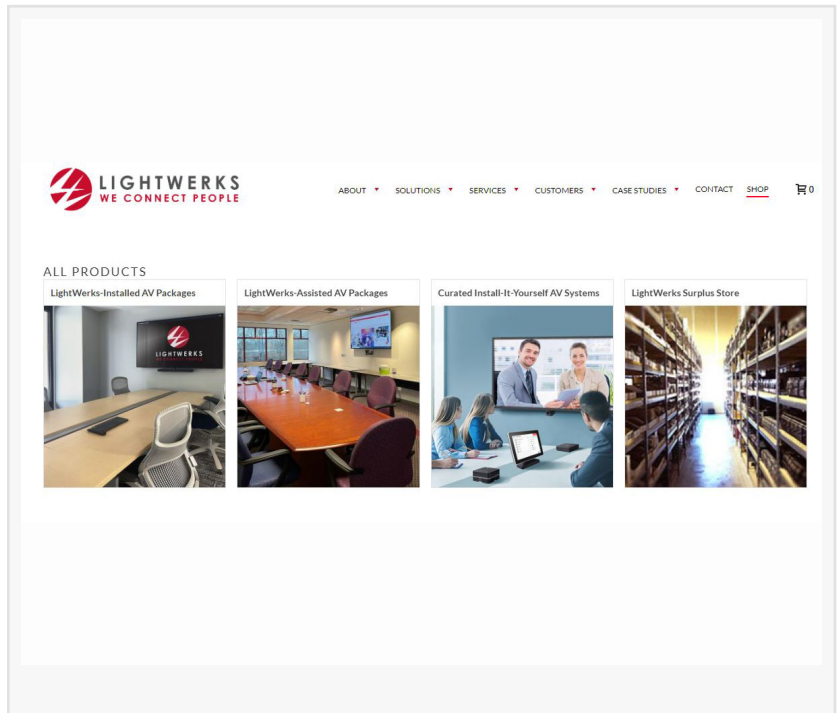 LIGHTWERKS
WE CONNECT PEOPLE
ABOUT SOLUTIONS SERVICES CUSTOMERS CASE STUDIES CONTACT SHOP 0
ALL PRODUCTS
LightWerks-Installed AV Packages
LightWerks-Assisted AV Packages
Curated Install-It-Yourself AV Systems
LightWerks Surplus Store
LIGHTWERKS